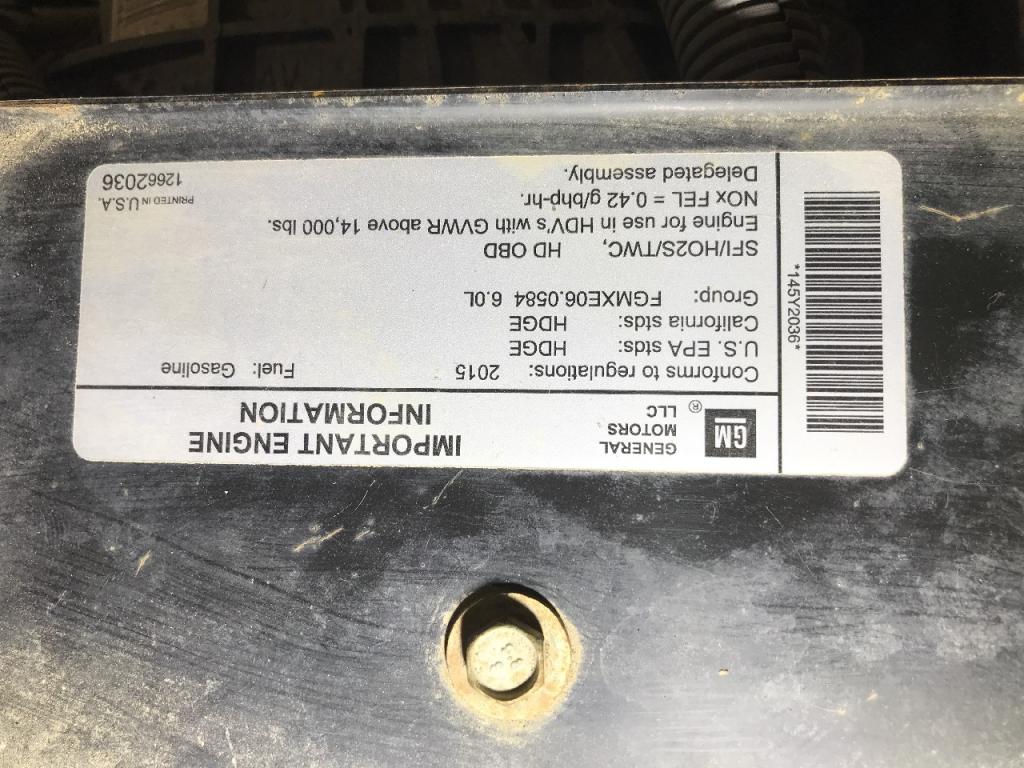 *145Y2036*
GM
GENERAL
MOTORS
LLC
®
IMPORTANT ENGINE
INFORMATION
Conforms to regulations: 2015 Fuel: Gasoline
U.S. EPA stds: HDGE
California stds: HDGE
Group: FGMXE06.0584 6.0L
SFI/HO2S/TWC, HD OBD
Engine for use in HDV's with GVWR above 14,000 lbs.
NOx FEL = 0.42 g/bhp-hr.
Delegated assembly.
PRINTED IN U.S.A.
12662036